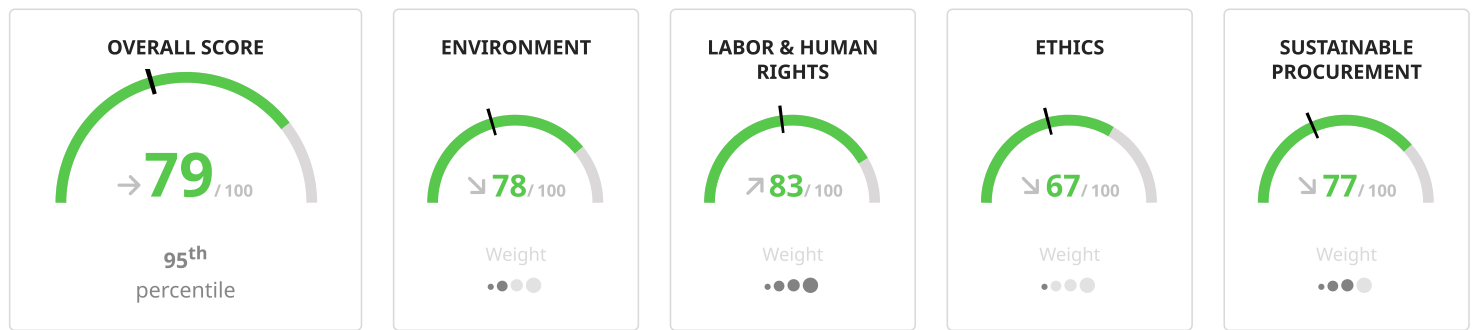 OVERALL SCORE
79 / 100
95th
percentile
ENVIRONMENT
78 / 100
Weight
LABOR & HUMAN
RIGHTS
83 / 100
Weight
ETHICS
67 / 100
Weight
SUSTAINABLE
PROCUREMENT
77 / 100
Weight